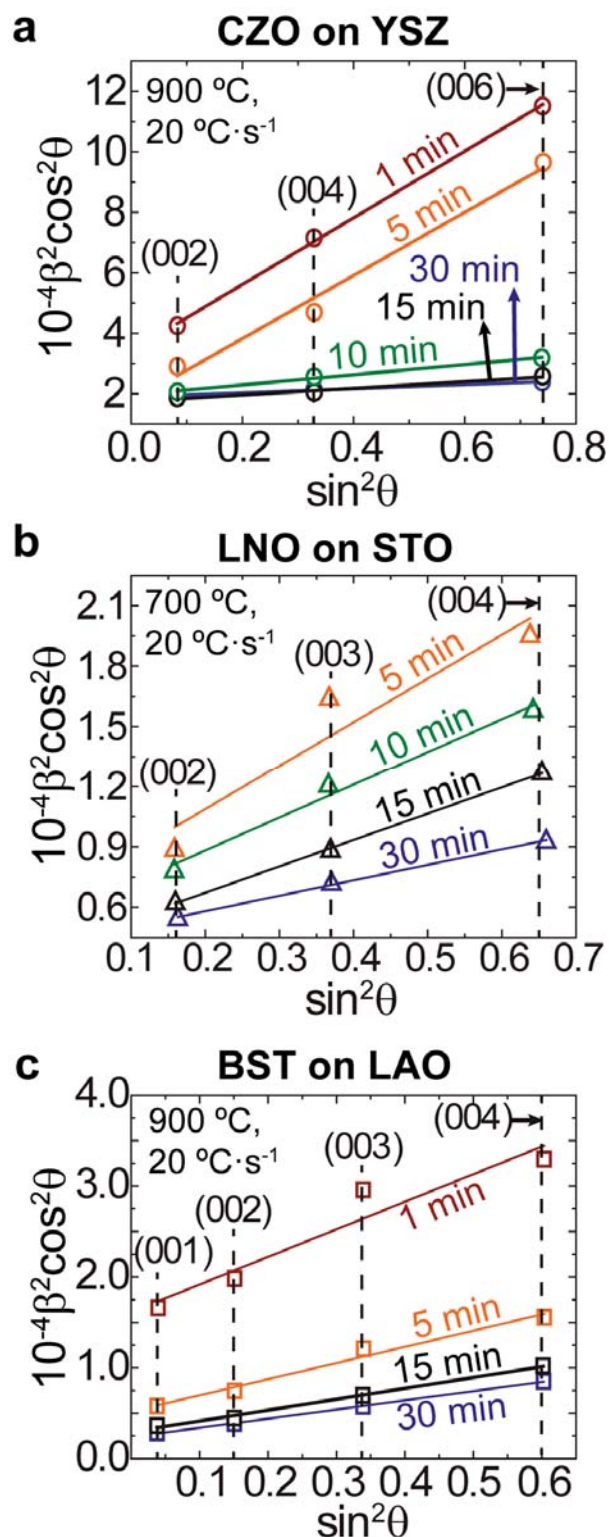 a
CZO on YSZ
900 ºC,
20 ºC·s⁻¹
(006)
(004)
(002)
1 min
5 min
30 min
15 min
10 min
12
10
8
6
4
2
10⁻⁴β²cos²θ
0.0 0.2 0.4 0.6 0.8
sin²θ
b
LNO on STO
700 ºC,
20 ºC·s⁻¹
(004)
(003)
(002)
5 min
10 min
15 min
30 min
2.1
1.8
1.5
1.2
0.9
0.6
10⁻⁴β²cos²θ
0.1 0.2 0.3 0.4 0.5 0.6 0.7
sin²θ
c
BST on LAO
900 ºC,
20 ºC·s⁻¹
(004)
(003)
(002)
(001)
1 min
5 min
15 min
30 min
4.0
3.0
2.0
1.0
0.0
10⁻⁴β²cos²θ
0.1 0.2 0.3 0.4 0.5 0.6
sin²θ